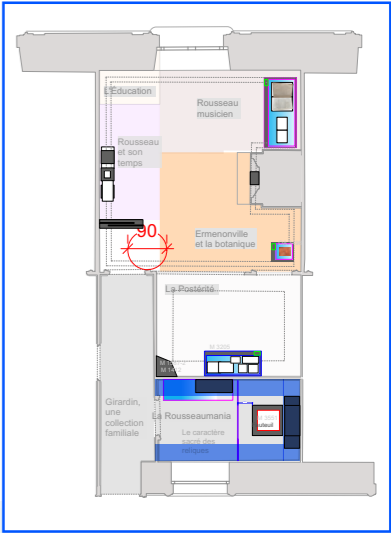 L'Éducation
Rousseau
musicien
Rousseau
et son
temps
90
Ermenonville
et la botanique
La Postérité
M 3205
Girardin,
une
collection
familiale
La Rousseaumania
Le caractère
sacré des
reliques